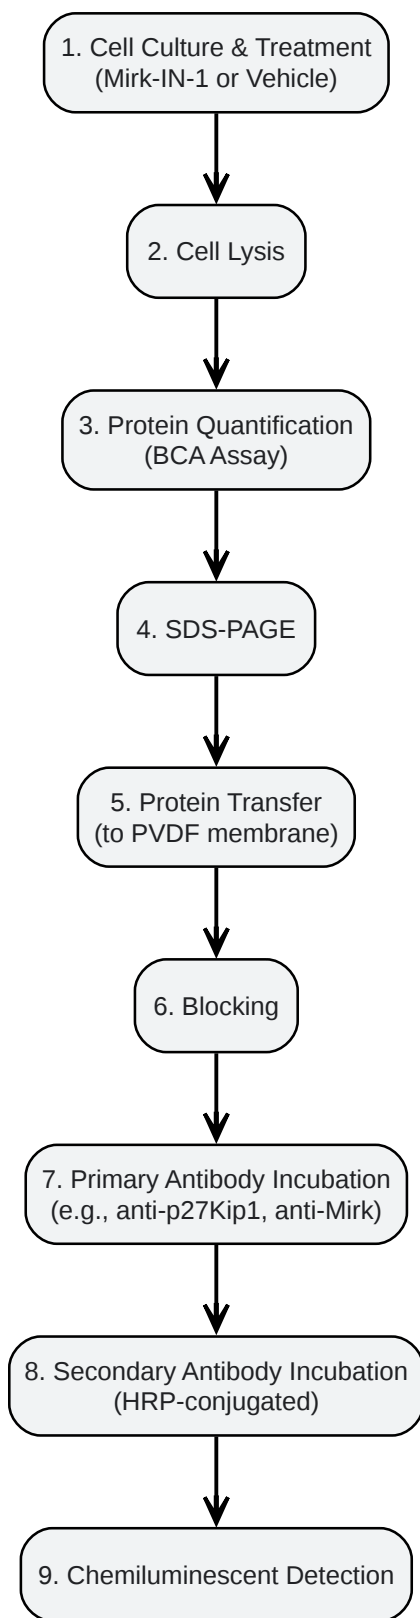 1. Cell Culture & Treatment
(Mirk-IN-1 or Vehicle)
2. Cell Lysis
3. Protein Quantification
(BCA Assay)
4. SDS-PAGE
5. Protein Transfer
(to PVDF membrane)
6. Blocking
7. Primary Antibody Incubation
(e.g., anti-p27Kip1, anti-Mirk)
8. Secondary Antibody Incubation
(HRP-conjugated)
9. Chemiluminescent Detection